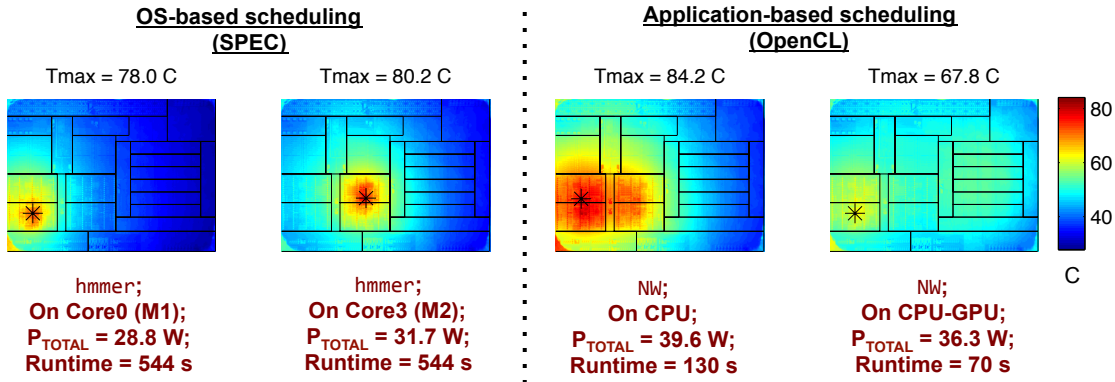 OS-based scheduling
(SPEC)
Application-based scheduling
(OpenCL)
Tmax = 78.0 C
Tmax = 80.2 C
Tmax = 84.2 C
Tmax = 67.8 C
80
60
40
C
hmmer;
On Core0 (M1);
PTOTAL = 28.8 W;
Runtime = 544 s
hmmer;
On Core3 (M2);
PTOTAL = 31.7 W;
Runtime = 544 s
NW;
On CPU;
PTOTAL = 39.6 W;
Runtime = 130 s
NW;
On CPU-GPU;
PTOTAL = 36.3 W;
Runtime = 70 s